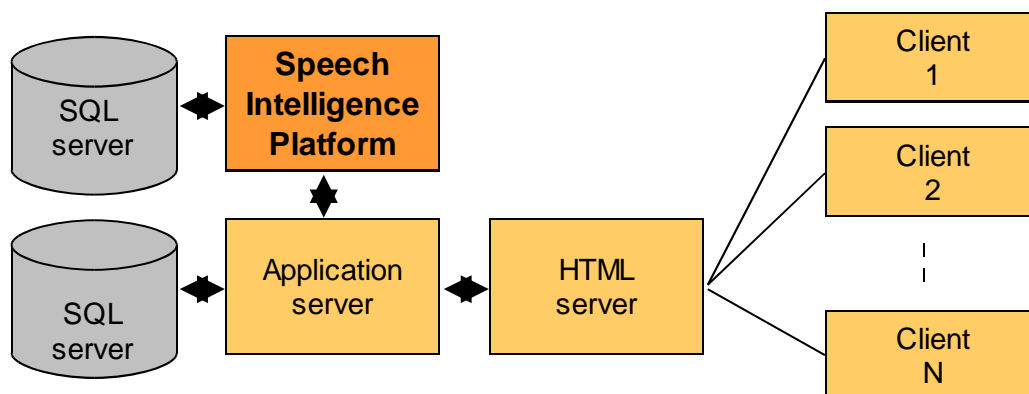 SQL
server
Speech
Intelligence
Platform
Client
1
Client
2
SQL
server
Application
server
HTML
server
Client
N